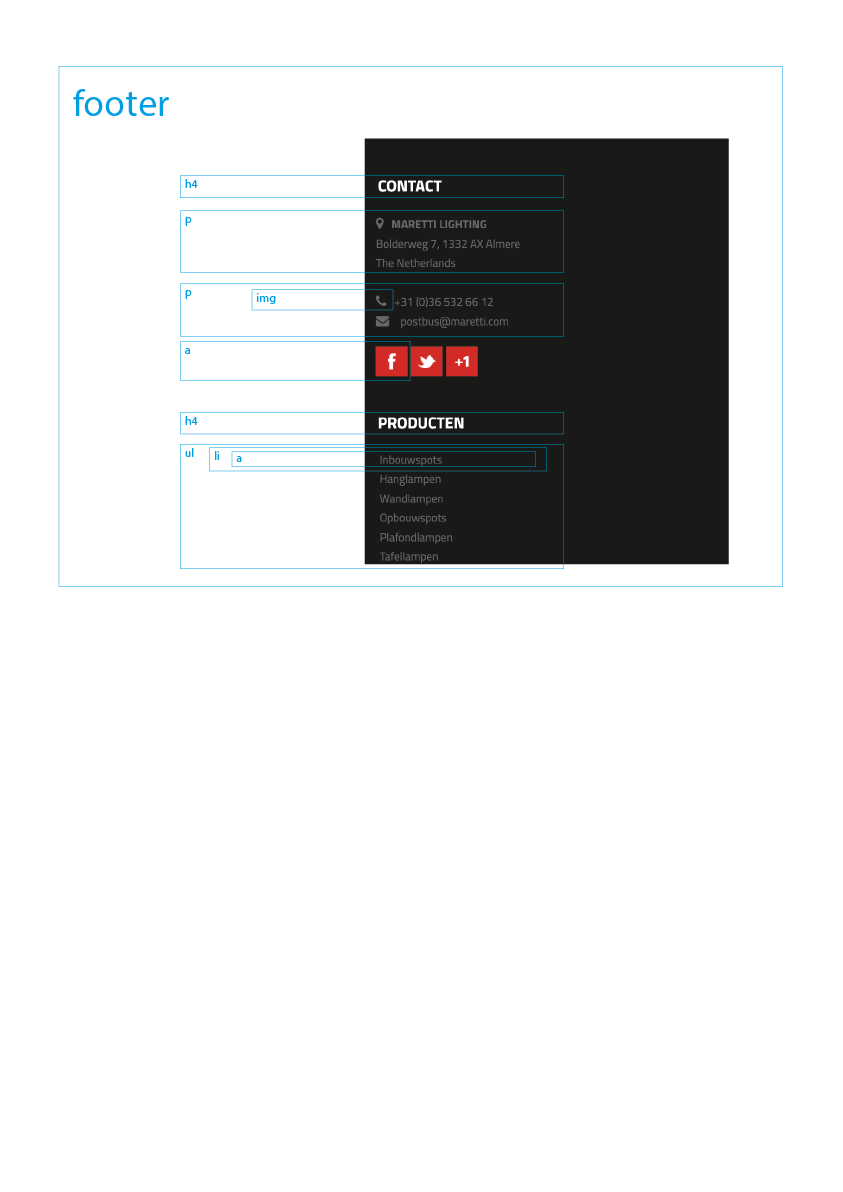 footer
h4
CONTACT
p
MARETTI LIGHTING
Bolderweg 7, 1332 AX Almere
The Netherlands
p
img
+31 (0)36 532 66 12
postbus@maretti.com
a
f
+1
h4
PRODUCTEN
ul
li
a
Inbouwspots
Hanglampen
Wandlampen
Opbouwspots
Plafondlampen
Tafellampen